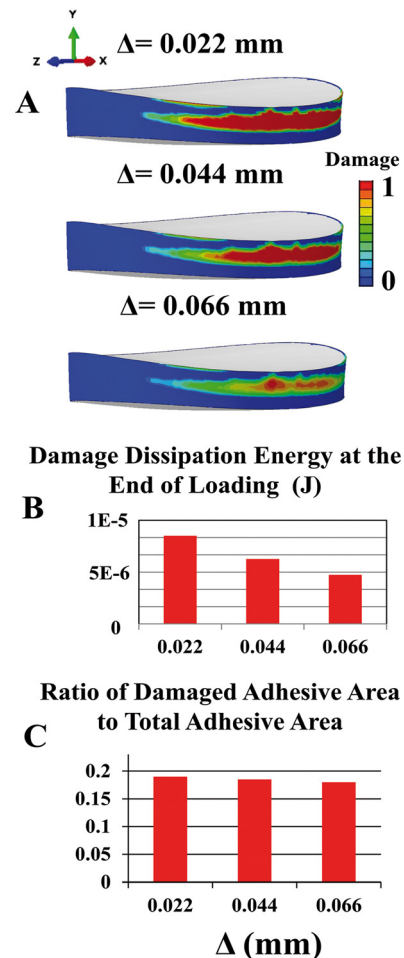 Y
Z
X
Δ= 0.022 mm
A
Δ= 0.044 mm
Damage
1
0
Δ= 0.066 mm
Damage Dissipation Energy at the
End of Loading (J)
B
1E-5
5E-6
0
0.022 0.044 0.066
Ratio of Damaged Adhesive Area
to Total Adhesive Area
C
0.2
0.15
0.1
0.05
0
0.022 0.044 0.066
Δ (mm)